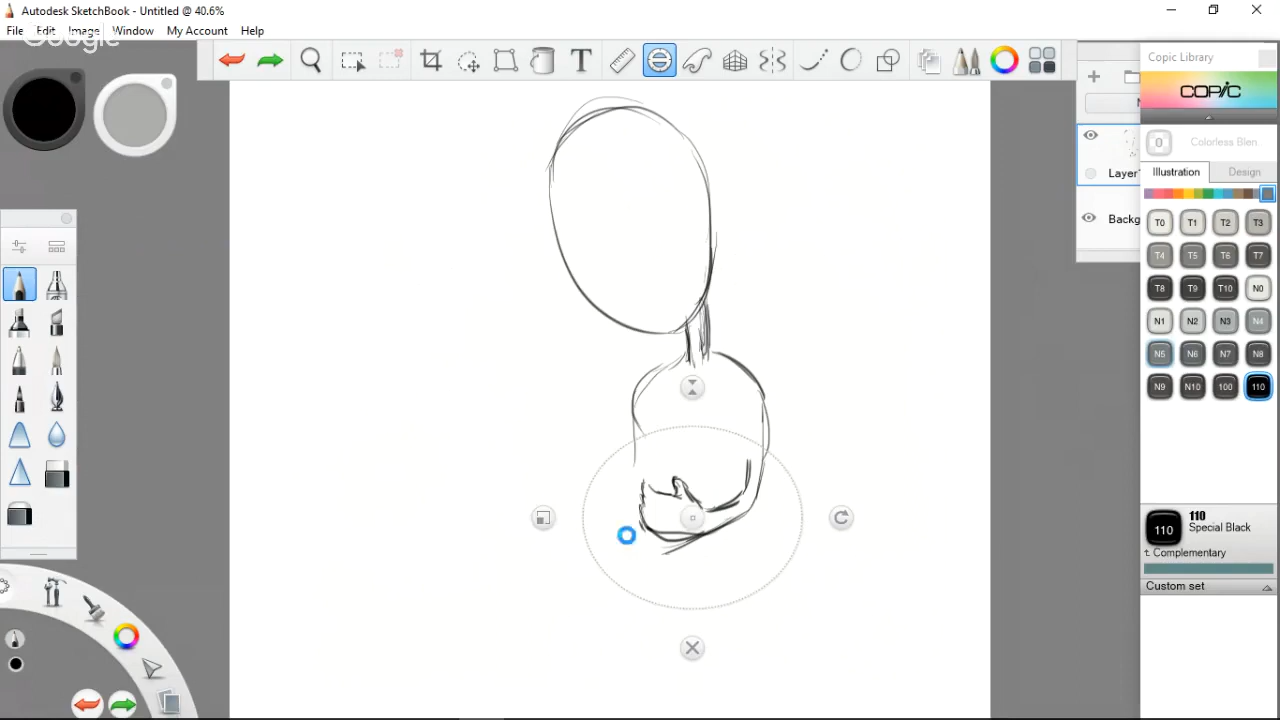 Autodesk SketchBook - Untitled @ 40.6%
File Edit Image Window My Account Help
Google
T
Copic Library
COPIC
0 Colorless Blen
Illustration Design
Layer
Backg
T0 T1 T2 T3
T4 T5 T6 T7
T8 T9 T10 N0
N1 N2 N3 N4
N5 N6 N7 N8
N9 N10 100 110
110
110
Special Black
Complementary
Custom set